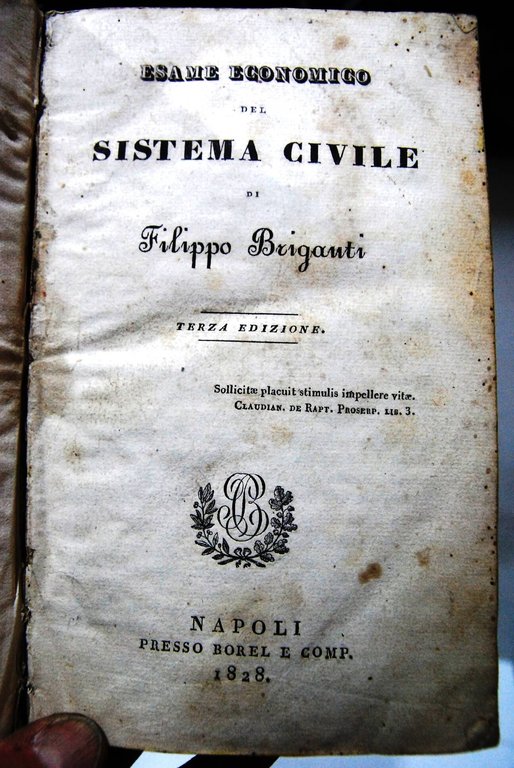 ESAME ECONOMICO
DEL
SISTEMA CIVILE
DI
Filippo Briganti
TERZA EDIZIONE.
Sollicitæ placuit stimulis impellere vitæ.
CLAUDIAN. DE RAPT. PROSERP. LIB. 3.
NAPOLI
PRESSO BOREL E COMP.
1828.